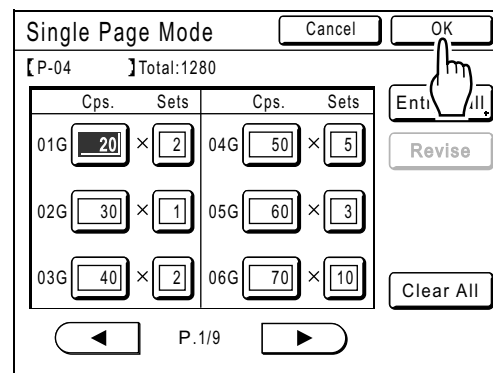 Single Page Mode Cancel OK
【P-04 】Total:1280
Cps. Sets Cps. Sets
01G 20 × 2 04G 50 × 5
Revise
02G 30 × 1 05G 60 × 3
03G 40 × 2 06G 70 × 10
Clear All
◀ P.1/9 ▶